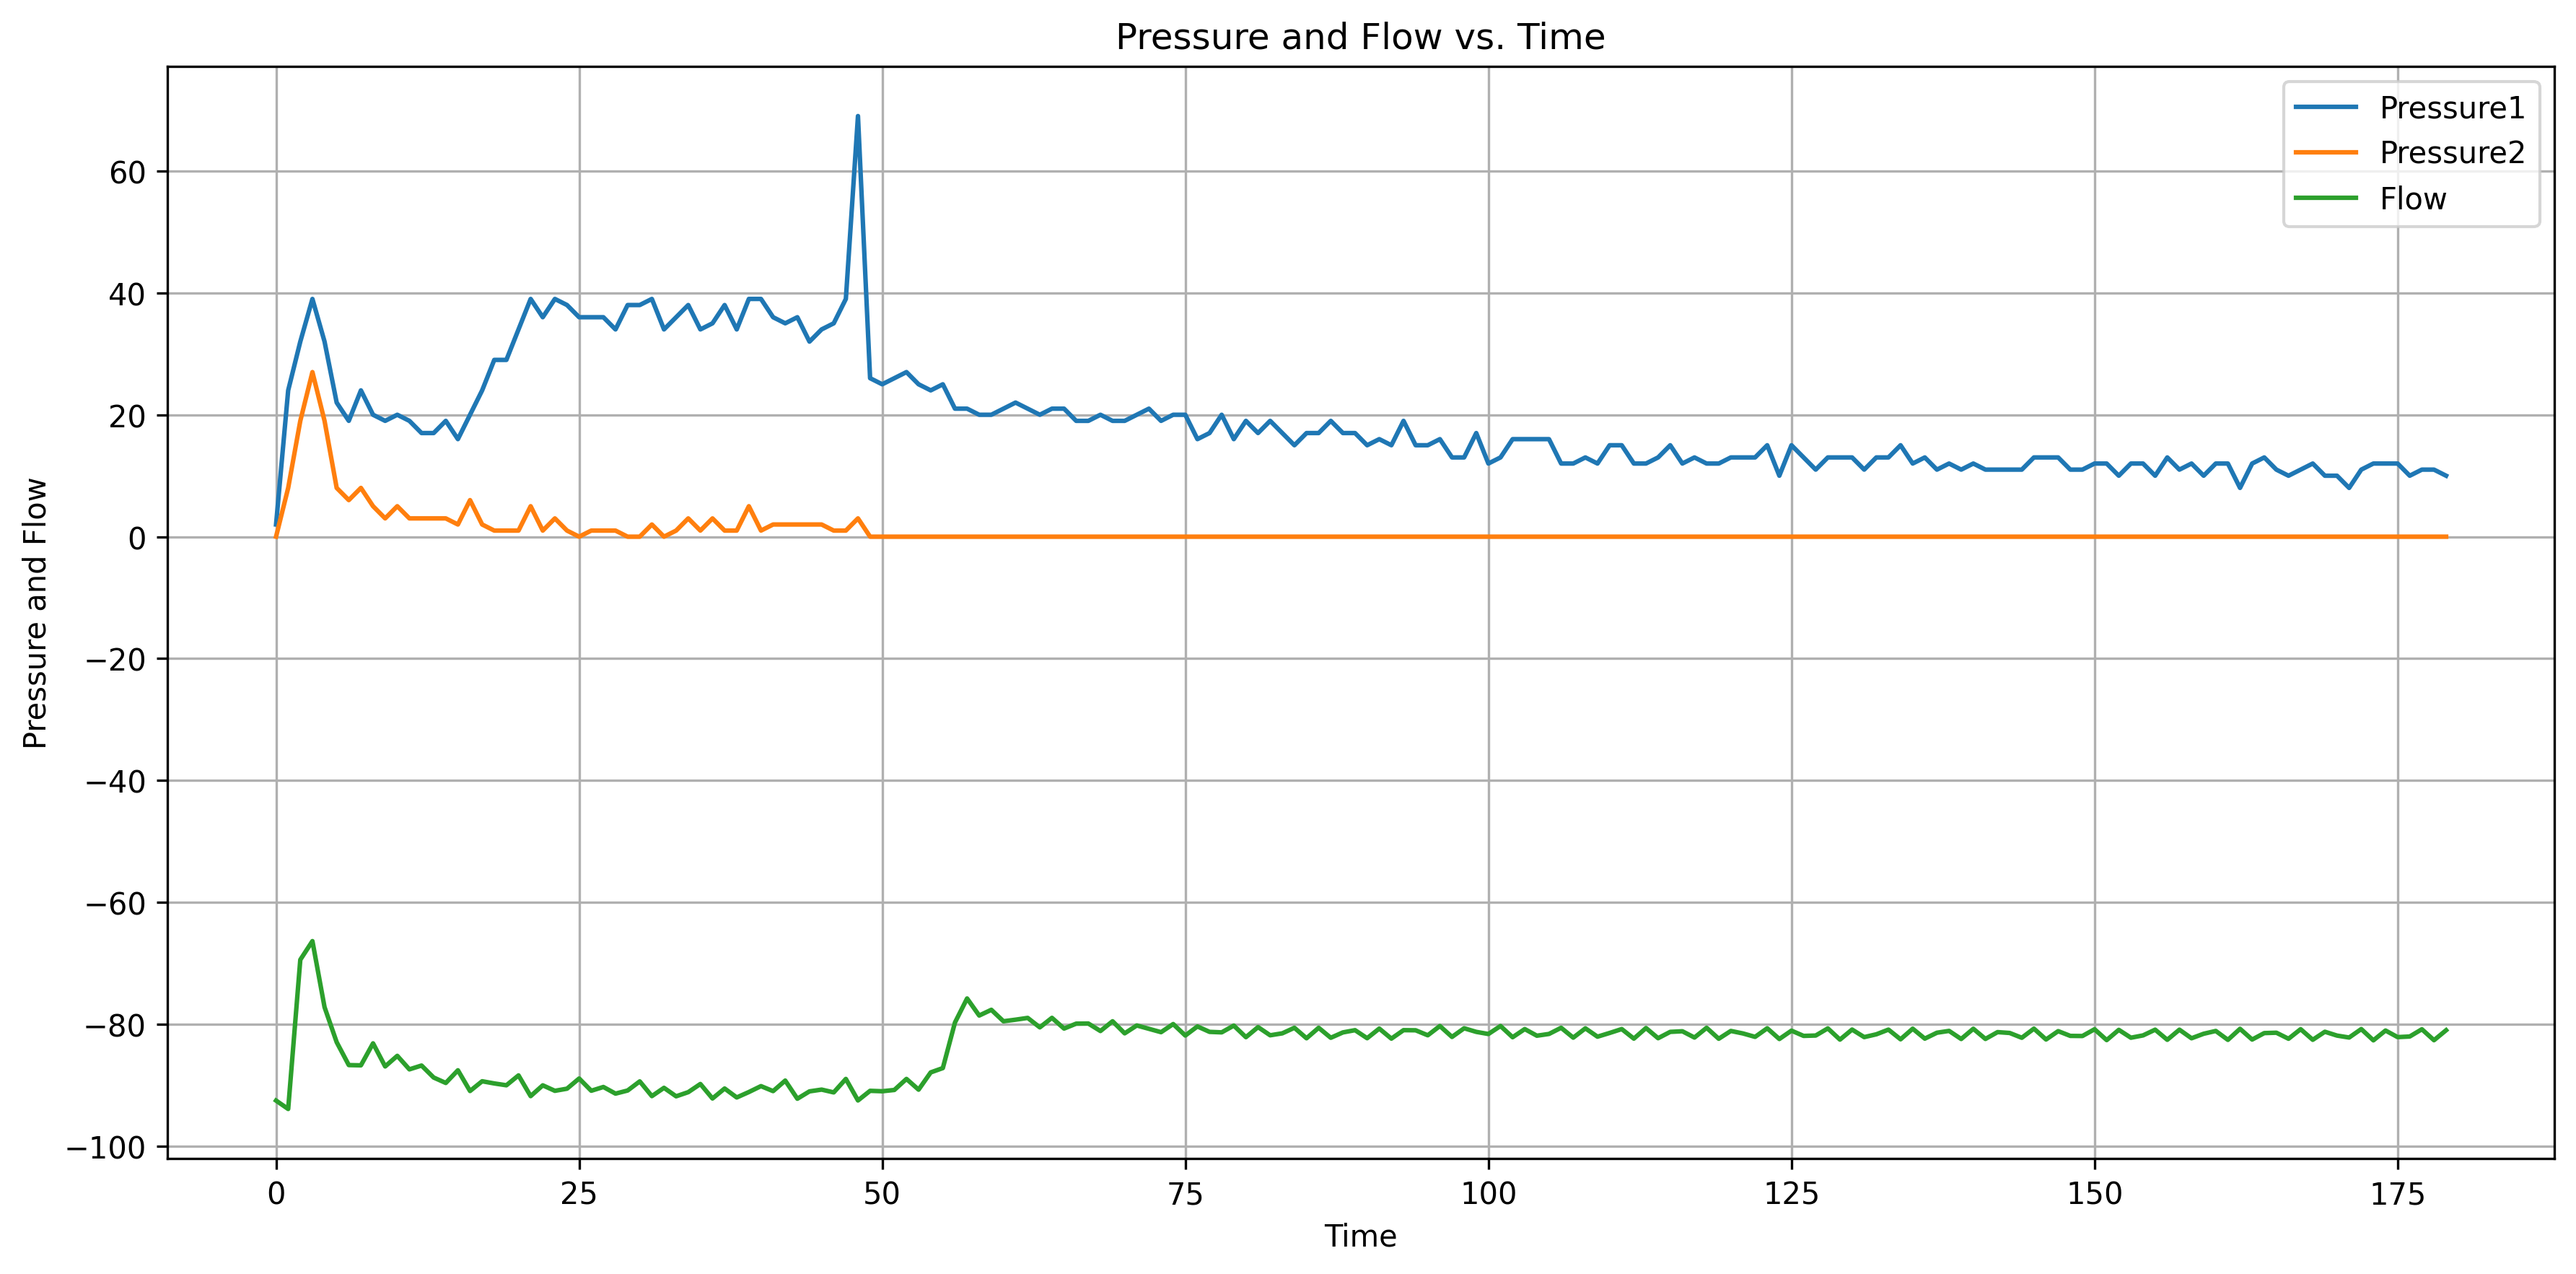 Pressure and Flow vs. Time
Pressure1
Pressure2
Flow
Pressure and Flow
60
40
20
0
−20
−40
−60
−80
−100
0 25 50 75 100 125 150 175
Time